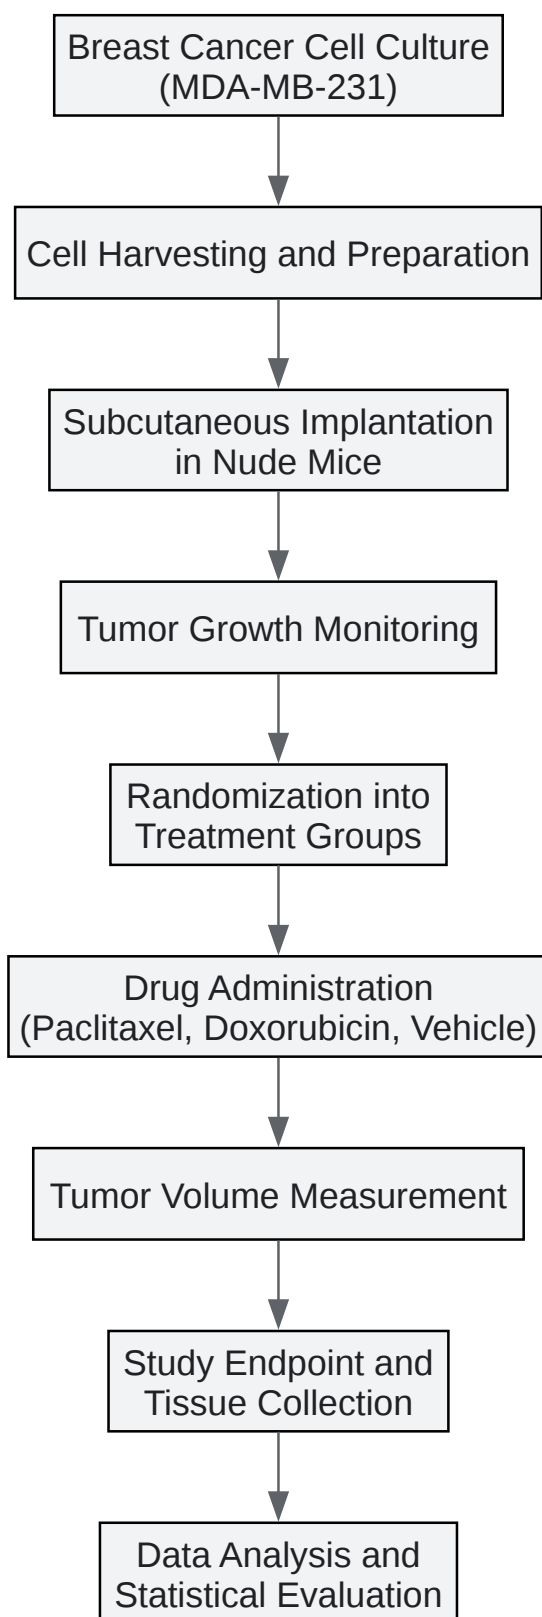 Breast Cancer Cell Culture
(MDA-MB-231)
Cell Harvesting and Preparation
Subcutaneous Implantation
in Nude Mice
Tumor Growth Monitoring
Randomization into
Treatment Groups
Drug Administration
(Paclitaxel, Doxorubicin, Vehicle)
Tumor Volume Measurement
Study Endpoint and
Tissue Collection
Data Analysis and
Statistical Evaluation